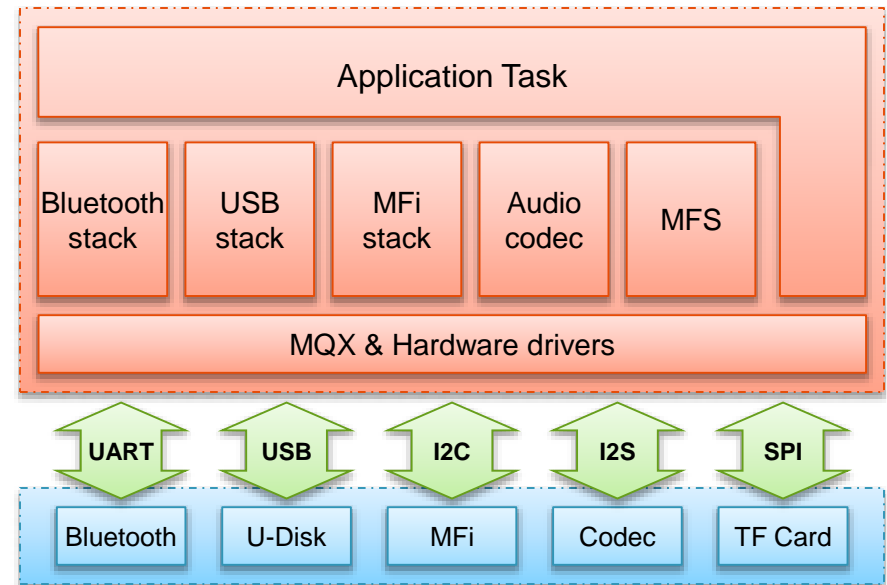 Application Task
Bluetooth
stack
USB
stack
MFi
stack
Audio
codec
MFS
MQX & Hardware drivers
UART
USB
I2C
I2S
SPI
Bluetooth
U-Disk
MFi
Codec
TF Card